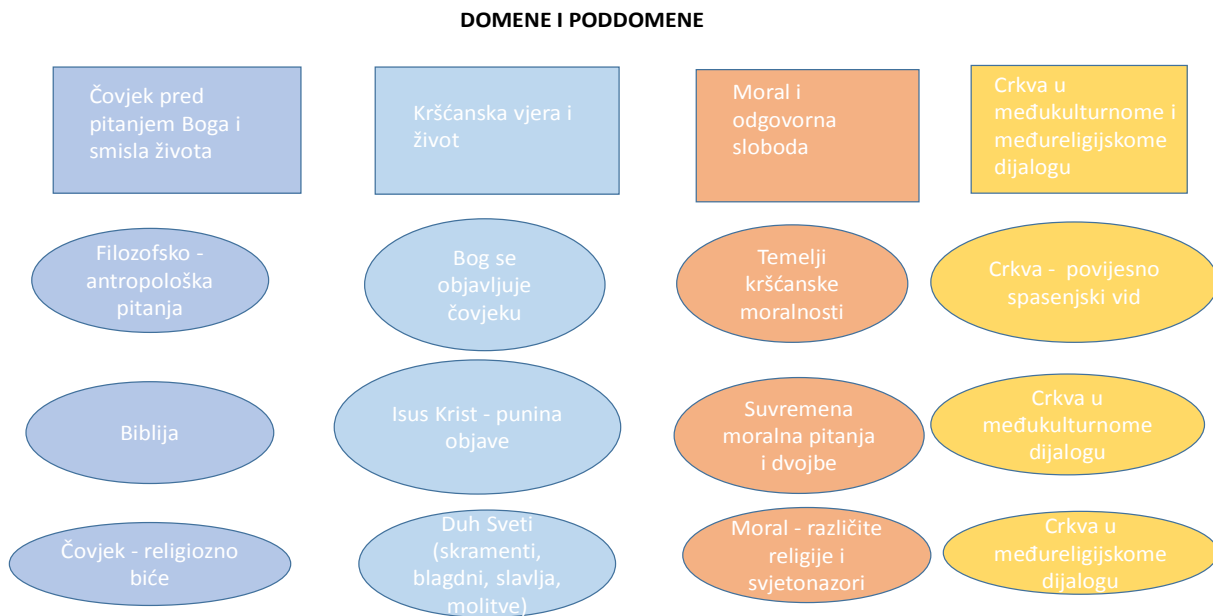 DOMENE I PODDOMENE
Čovjek pred
pitanjem Boga i
smisla života
Kršćanska vjera i
život
Moral i
odgovorna
sloboda
Crkva u
međukulturnome i
međureligijskome
dijalogu
Filozofsko -
antropološka
pitanja
Bog se
objavljuje
čovjeku
Temelji
kršćanske
moralnosti
Crkva - povijesno
spasenjski vid
Biblija
Isus Krist - punina
objave
Suvremena
moralna pitanja
i dvojbe
Crkva u
međukulturnome
dijalogu
Čovjek - religiozno
biće
Duh Sveti
(skramenti,
blagdni, slavlja,
molitve)
Moral - različite
religije i
svjetonazori
Crkva u
međureligijskome
dijalogu